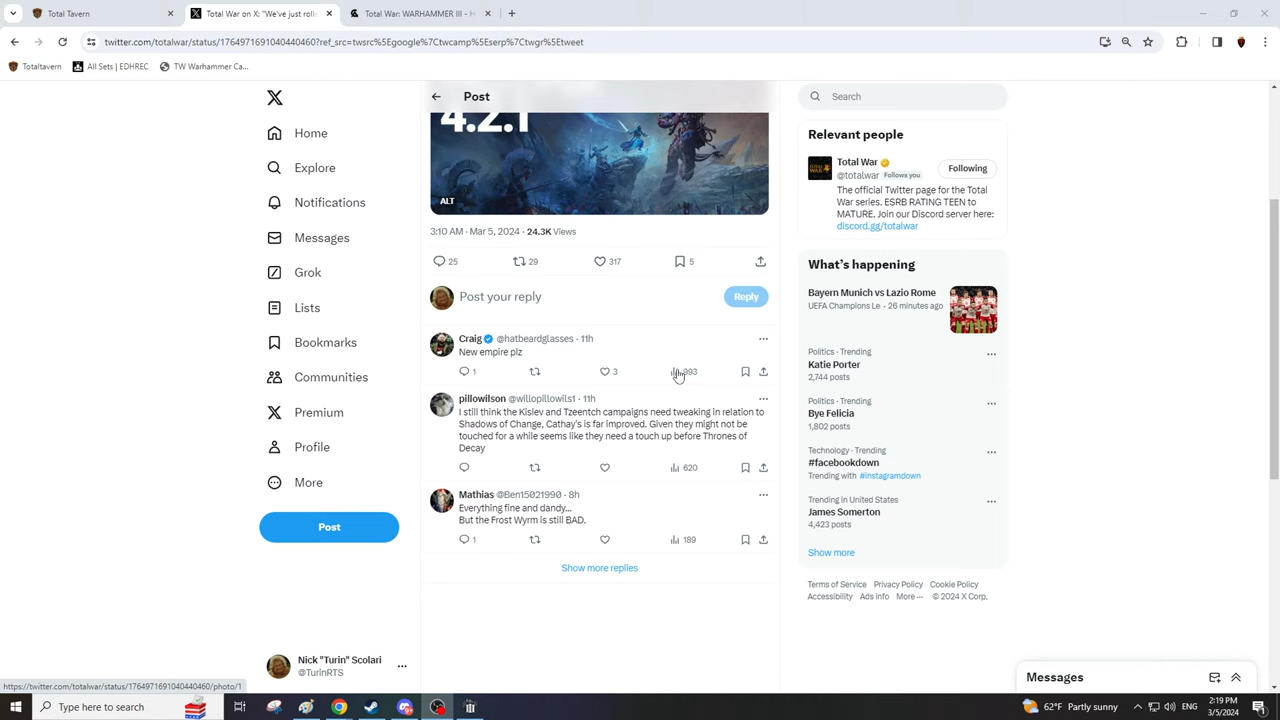 Total Tavern
Total War on X: "We've just rolle
Total War: WARHAMMER III - H
twitter.com/totalwar/status/1764971691040440460?ref_src=twsrc%5Egoogle%7Ctwcamp%5Eserp%7Ctwgr%5Etweet
Totaltavern
All Sets | EDHREC
TW Warhammer Ca...
Home
Explore
Notifications
Messages
Grok
Lists
Bookmarks
Communities
Premium
Profile
More
Post
Nick "Turin" Scolari
@TurinRTS
Post
4.2.1
ALT
3:10 AM · Mar 5, 2024 · 24.3K Views
25 29 317 5
Post your reply
Reply
Craig @hatbeardglasses · 11h
New empire plz
1 3 993
pillowilson @willopillowils1 · 11h
I still think the Kislev and Tzeentch campaigns need tweaking in relation to
Shadows of Change, Cathay's is far improved. Given they might not be
touched for a while seems like they need a touch up before Thrones of
Decay
620
Mathias @Ben15021990 · 8h
Everything fine and dandy...
But the Frost Wyrm is still BAD.
1 189
Show more replies
Search
Relevant people
Total War
@totalwar Follows you
Following
The official Twitter page for the Total
War series. ESRB RATING TEEN to
MATURE. Join our Discord server here:
discord.gg/totalwar
What's happening
Bayern Munich vs Lazio Rome
UEFA Champions Le · 26 minutes ago
Politics · Trending
Katie Porter
2,744 posts
Politics · Trending
Bye Felicia
1,802 posts
Technology · Trending
#facebookdown
Trending with #instagramdown
Trending in United States
James Somerton
4,423 posts
Show more
Terms of Service Privacy Policy Cookie Policy
Accessibility Ads info More ··· © 2024 X Corp.
Messages
https://twitter.com/totalwar/status/1764971691040440460/photo/1
Type here to search
62°F Partly sunny
ENG
2:19 PM
3/5/2024